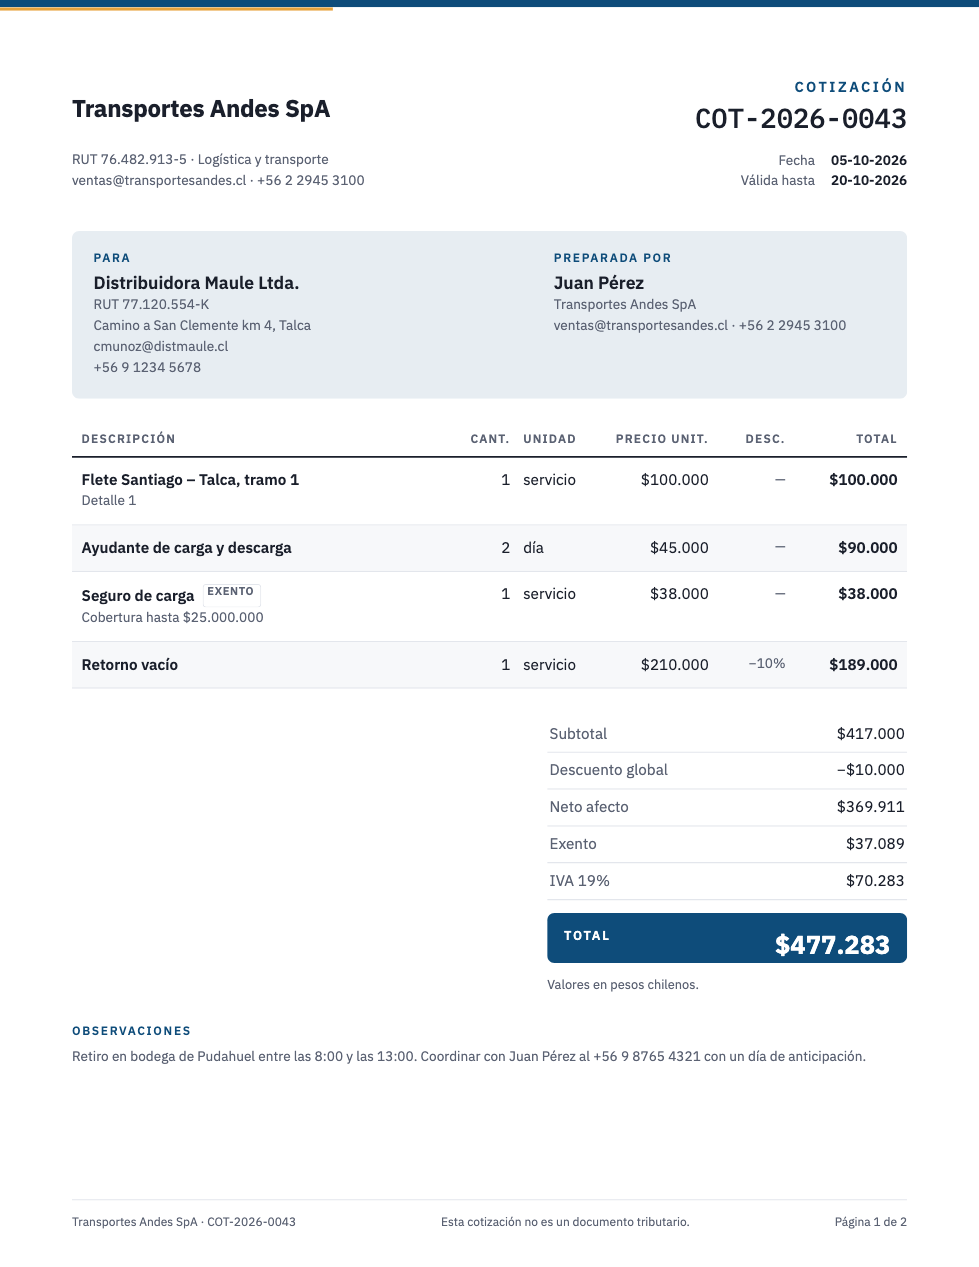 Transportes Andes SpA
RUT 76.482.913-5 · Logística y transporte
ventas@transportesandes.cl · +56 2 2945 3100
COTIZACIÓN
COT-2026-0043
Fecha 05-10-2026
Válida hasta 20-10-2026
PARA
Distribuidora Maule Ltda.
RUT 77.120.554-K
Camino a San Clemente km 4, Talca
cmunoz@distmaule.cl
+56 9 1234 5678
PREPARADA POR
Juan Pérez
Transportes Andes SpA
ventas@transportesandes.cl · +56 2 2945 3100
DESCRIPCIÓN CANT. UNIDAD PRECIO UNIT. DESC. TOTAL
Flete Santiago – Talca, tramo 1 1 servicio $100.000 — $100.000
Detalle 1
Ayudante de carga y descarga 2 día $45.000 — $90.000
Seguro de carga EXENTO 1 servicio $38.000 — $38.000
Cobertura hasta $25.000.000
Retorno vacío 1 servicio $210.000 −10% $189.000
Subtotal $417.000
Descuento global −$10.000
Neto afecto $369.911
Exento $37.089
IVA 19% $70.283
TOTAL $477.283
Valores en pesos chilenos.
OBSERVACIONES
Retiro en bodega de Pudahuel entre las 8:00 y las 13:00. Coordinar con Juan Pérez al +56 9 8765 4321 con un día de anticipación.
Transportes Andes SpA · COT-2026-0043 Esta cotización no es un documento tributario. Página 1 de 2